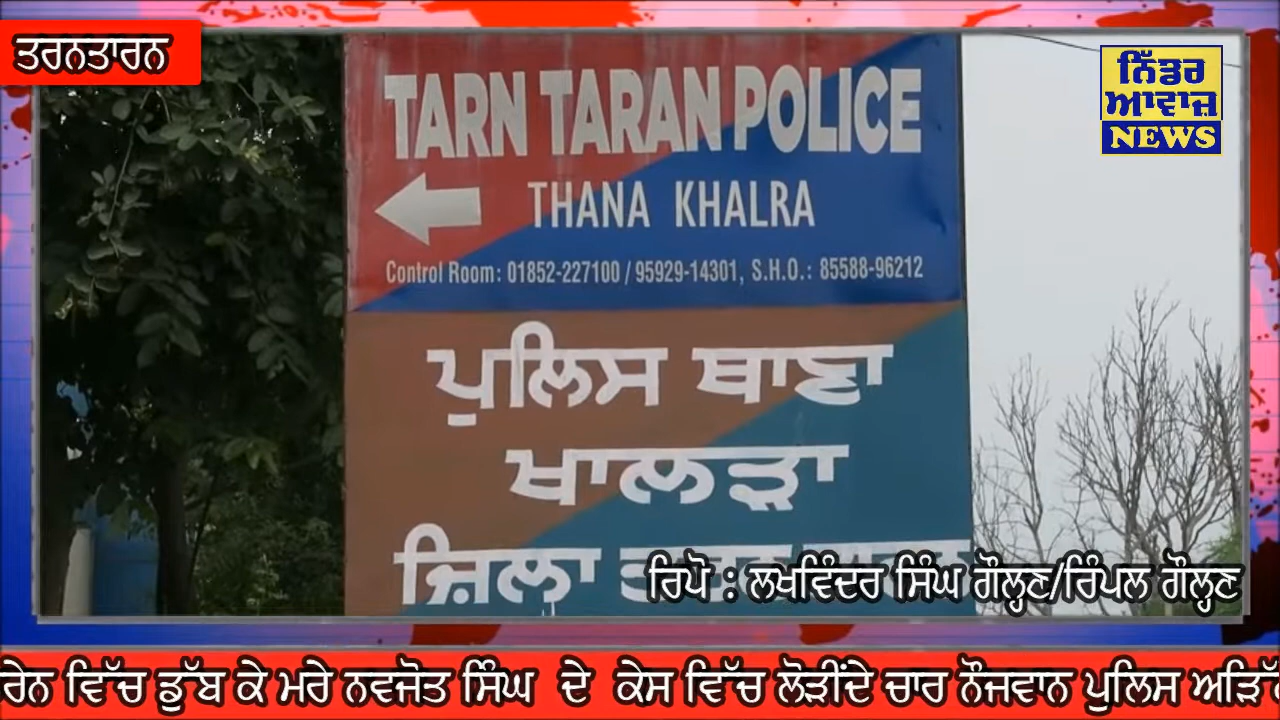 ਤਰਨਤਾਰਨ
ਨਿੱਡਰ
ਆਵਾਜ਼
NEWS
TARN TARAN POLICE
THANA KHALRA
Control Room: 01852-227100 / 95929-14301, S.H.O.: 85588-96212
ਪੁਲਿਸ ਥਾਣਾ
ਖਾਲੜਾ
ਜ਼ਿਲਾ
ਰਿਪੋ : ਲਖਵਿੰਦਰ ਸਿੰਘ ਗੌਲ੍ਹਣ/ਰਿੰਪਲ ਗੌਲ੍ਹਣ
ਵਿੱਚ ਡੁੱਬ ਕੇ ਮਰੇ ਨਵਜੋਤ ਸਿੰਘ ਦੇ ਕੇਸ ਵਿੱਚ ਲੋੜੀਂਦੇ ਚਾਰ ਨੌਜਵਾਨ ਪੁਲਿਸ